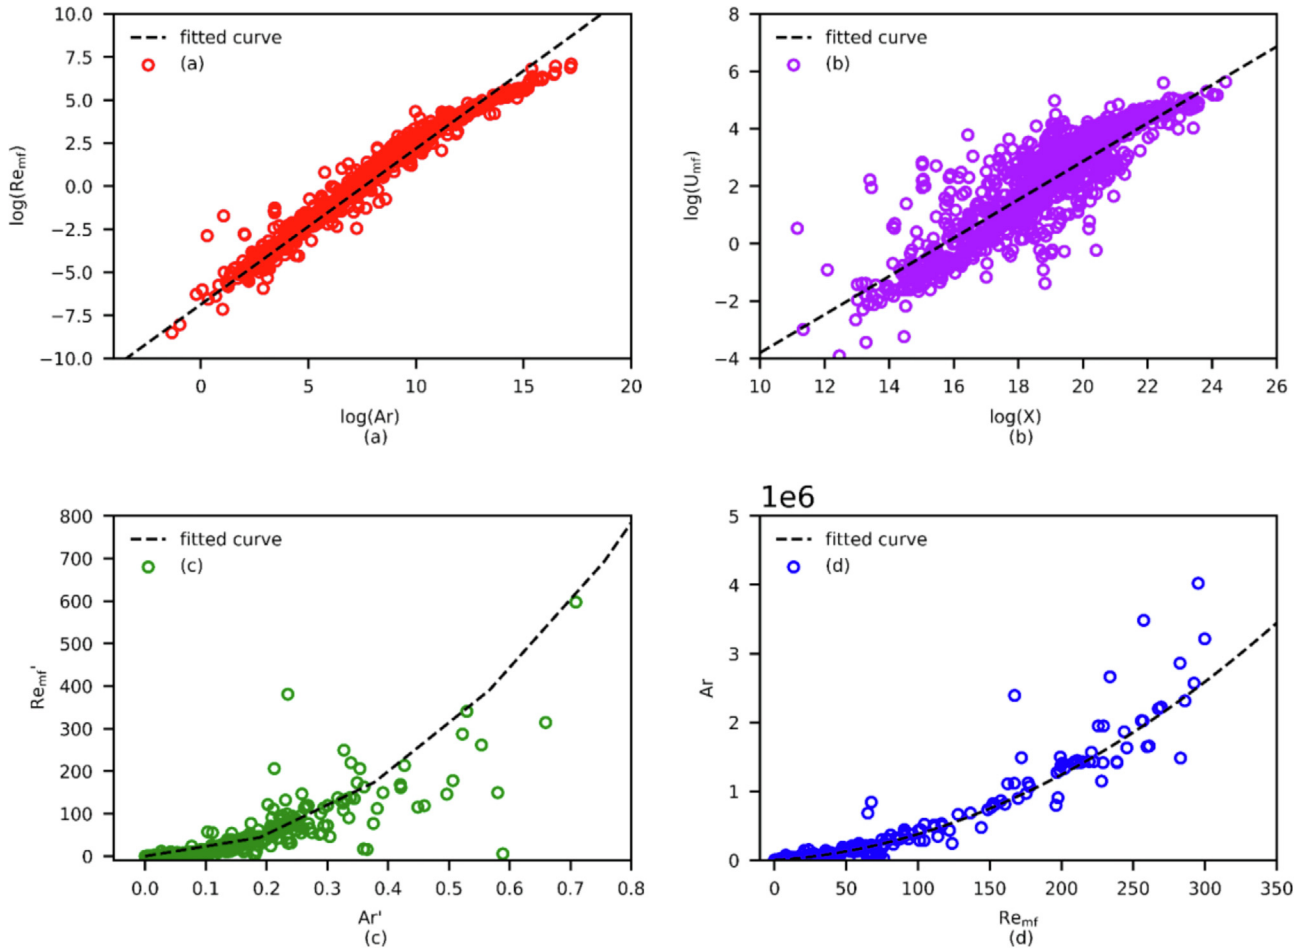 10.0
7.5
5.0
2.5
0.0
−2.5
−5.0
−7.5
−10.0
log(Re_mf)
fitted curve
(a)
0 5 10 15 20
log(Ar)
(a)
8
6
4
2
0
−2
−4
log(U_mf)
fitted curve
(b)
10 12 14 16 18 20 22 24 26
log(X)
(b)
800
700
600
500
400
300
200
100
0
Re_mf'
fitted curve
(c)
0.0 0.1 0.2 0.3 0.4 0.5 0.6 0.7 0.8
Ar'
(c)
1e6
5
4
3
2
1
0
Ar
fitted curve
(d)
0 50 100 150 200 250 300 350
Re_mf
(d)